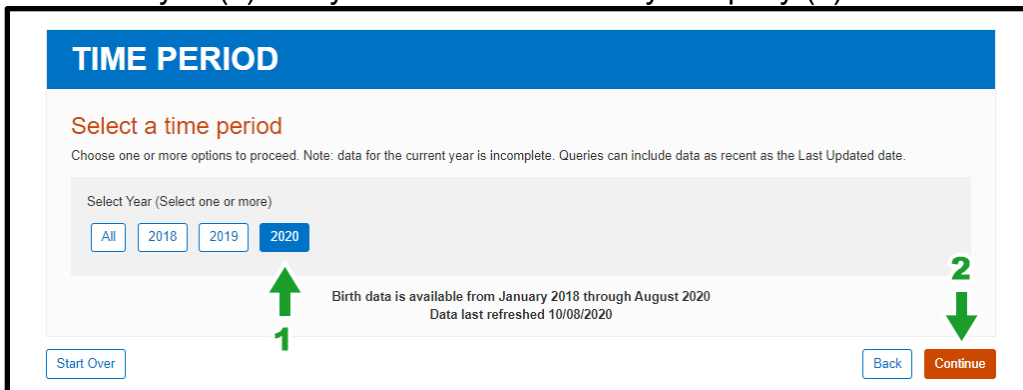 TIME PERIOD
Select a time period
Choose one or more options to proceed. Note: data for the current year is incomplete. Queries can include data as recent as the Last Updated date.
Select Year (Select one or more)
All 2018 2019 2020
2
Birth data is available from January 2018 through August 2020
Data last refreshed 10/08/2020
1
Start Over Back Continue